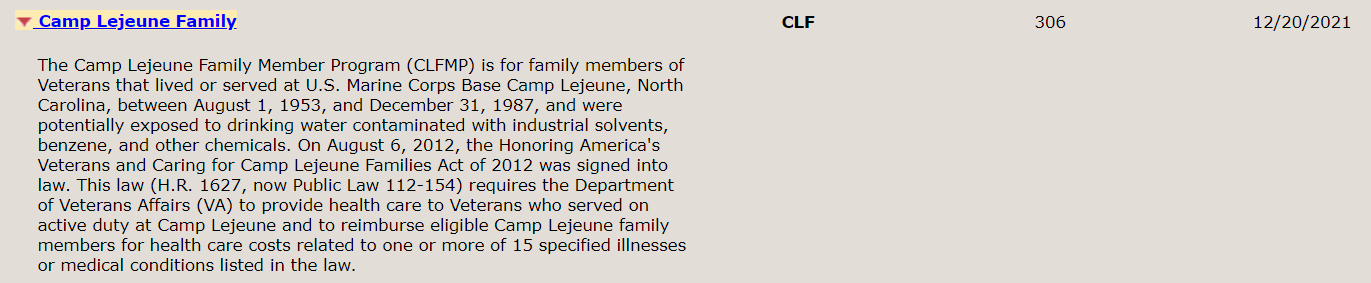 Camp Lejeune Family CLF 306 12/20/2021
The Camp Lejeune Family Member Program (CLFMP) is for family members of
Veterans that lived or served at U.S. Marine Corps Base Camp Lejeune, North
Carolina, between August 1, 1953, and December 31, 1987, and were
potentially exposed to drinking water contaminated with industrial solvents,
benzene, and other chemicals. On August 6, 2012, the Honoring America's
Veterans and Caring for Camp Lejeune Families Act of 2012 was signed into
law. This law (H.R. 1627, now Public Law 112-154) requires the Department
of Veterans Affairs (VA) to provide health care to Veterans who served on
active duty at Camp Lejeune and to reimburse eligible Camp Lejeune family
members for health care costs related to one or more of 15 specified illnesses
or medical conditions listed in the law.